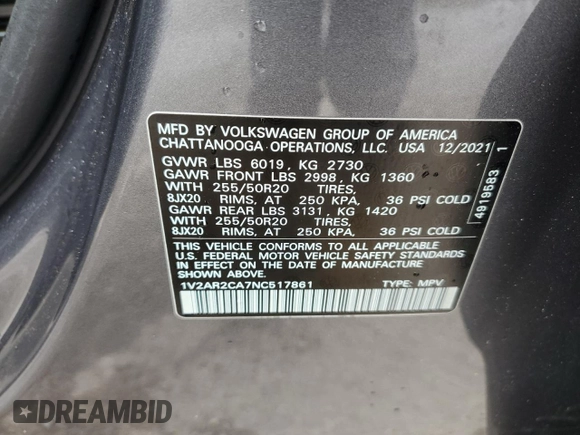 MFD BY VOLKSWAGEN GROUP OF AMERICA
CHATTANOOGA OPERATIONS, LLC. USA 12/2021
GVWR LBS 6019, KG 2730
GAWR FRONT LBS 2998, KG 1360
WITH 255/50R20 TIRES,
8JX20 RIMS, AT 250 KPA, 36 PSI COLD
GAWR REAR LBS 3131, KG 1420
WITH 255/50R20 TIRES,
8JX20 RIMS, AT 250 KPA, 36 PSI COLD
THIS VEHICLE CONFORMS TO ALL APPLICABLE
U.S. FEDERAL MOTOR VEHICLE SAFETY STANDARDS
IN EFFECT ON THE DATE OF MANUFACTURE
SHOWN ABOVE
1V2AR2CA7NC517861 TYPE: MPV
4919583 1
DREAMBID